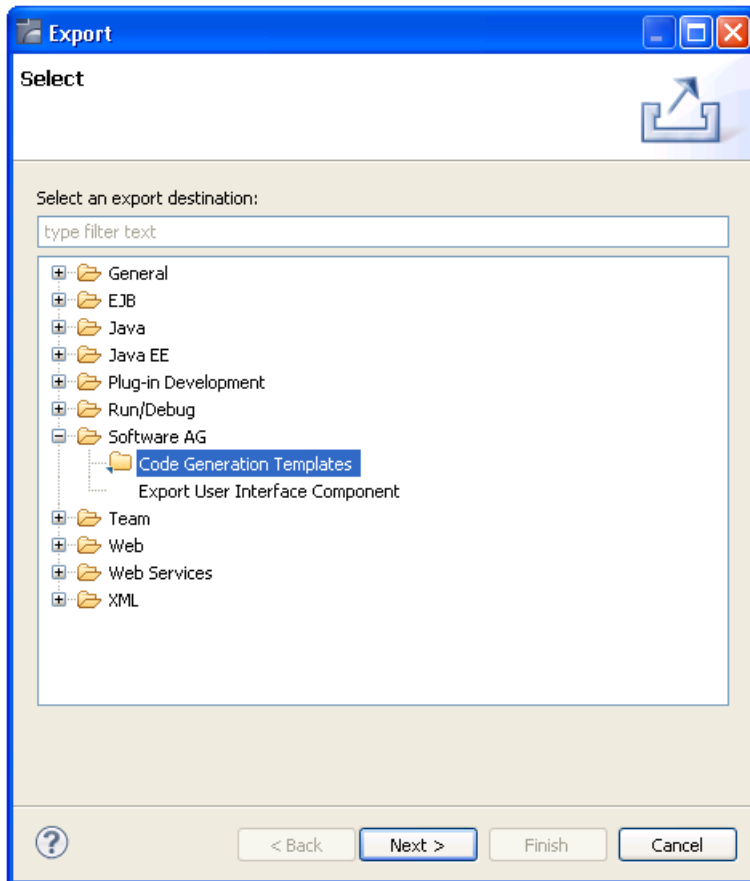 Export
Select
Select an export destination:
type filter text
General
EJB
Java
Java EE
Plug-in Development
Run/Debug
Software AG
Code Generation Templates
Export User Interface Component
Team
Web
Web Services
XML
? < Back Next > Finish Cancel